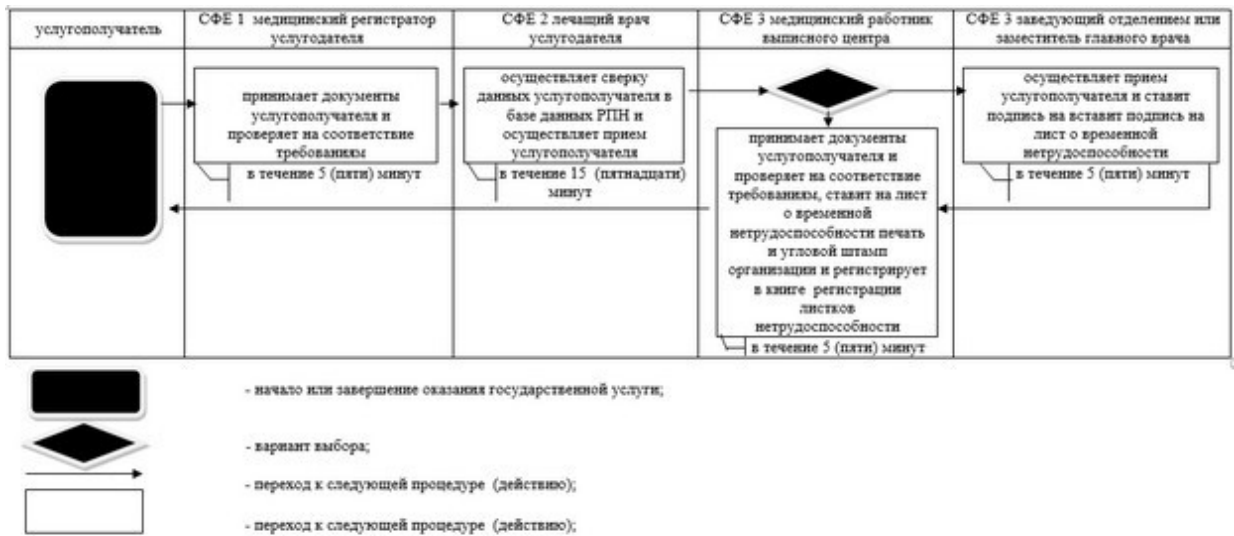 услугополучатель
СФЕ 1 медицинский регистратор
услугодателя
СФЕ 2 лечащий врач
услугодателя
СФЕ 3 медицинский работник
выписного центра
СФЕ 3 заведующий отделением или
заместитель главного врача
принимает документы
услугополучателя и
проверяет на соответствие
требованиям
в течение 5 (пяти) минут
осуществляет сверку
данных услугополучателя в
базе данных РПН и
осуществляет прием
услугополучателя
в течение 15 (пятнадцати)
минут
принимает документы
услугополучателя и
проверяет на соответствие
требованиям, ставит на лист
о временной
нетрудоспособности печать
и угловой штамп
организации и регистрирует
в книге регистрации
листков
нетрудоспособности
в течение 5 (пяти) минут
осуществляет прием
услугополучателя и ставит
подпись на вставит подпись на
лист о временной
нетрудоспособности
в течение 5 (пяти) минут
- начало или завершение оказания государственной услуги;
- вариант выбора;
- переход к следующей процедуре (действию);
- переход к следующей процедуре (действию);